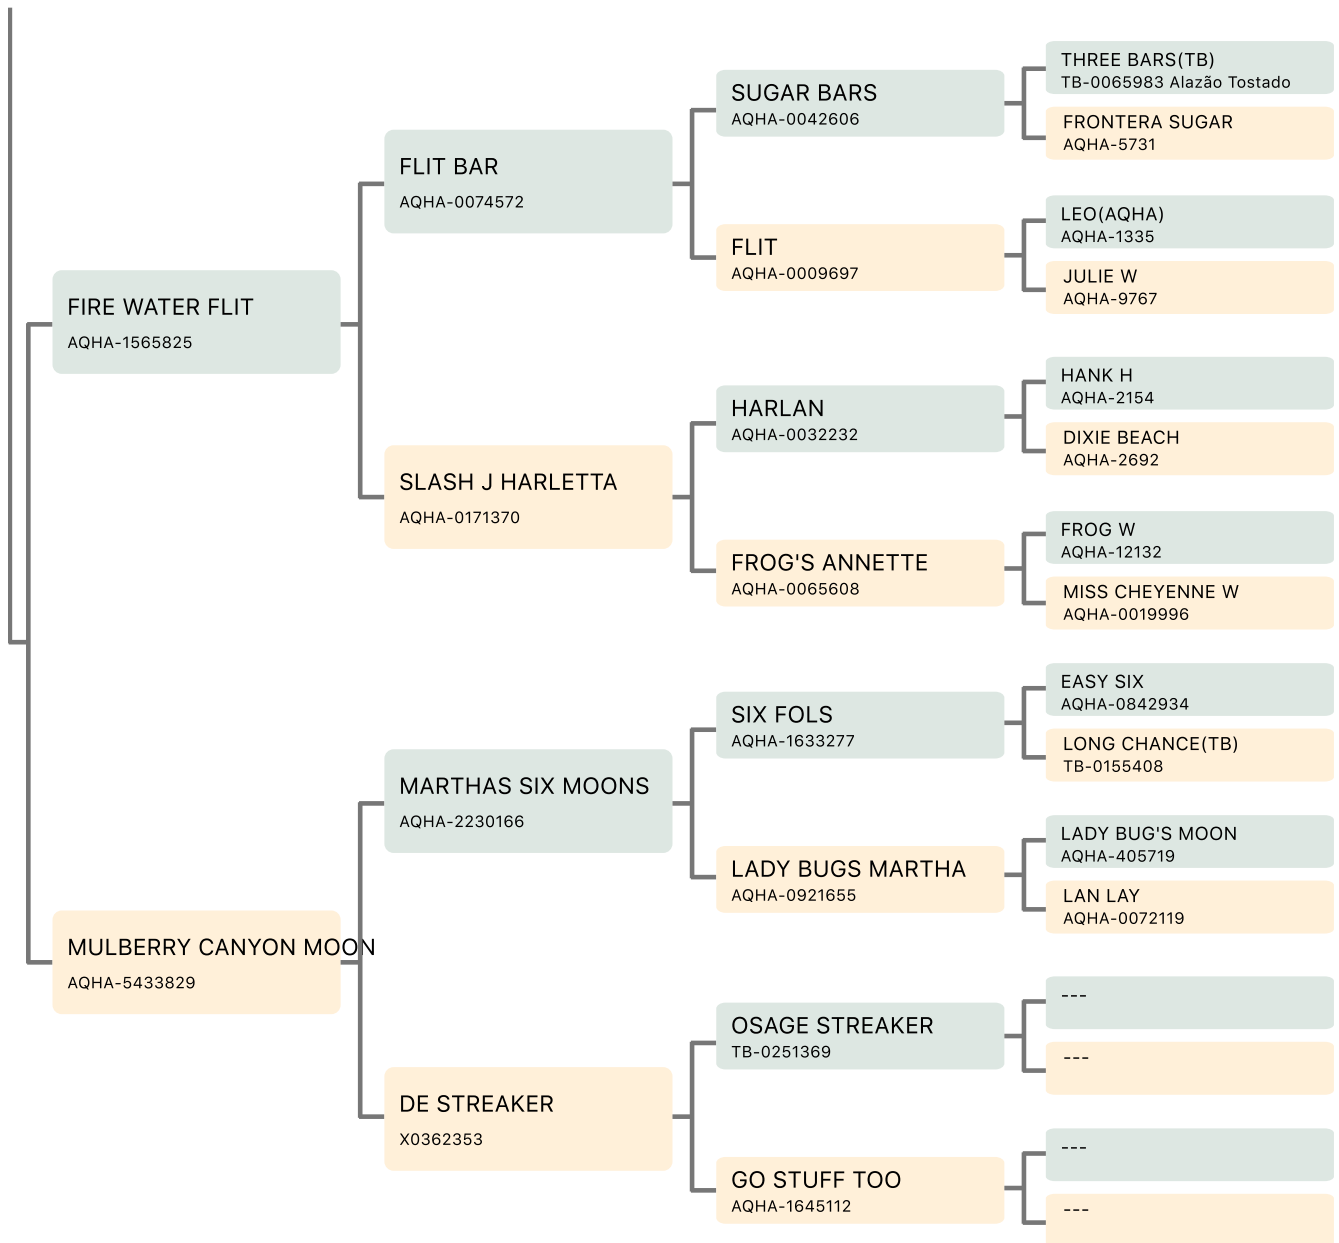 THREE BARS(TB)
TB-0065983 Alazão Tostado
SUGAR BARS
AQHA-0042606
FRONTERA SUGAR
AQHA-5731
FLIT BAR
AQHA-0074572
LEO(AQHA)
AQHA-1335
FLIT
AQHA-0009697
JULIE W
AQHA-9767
FIRE WATER FLIT
AQHA-1565825
HANK H
AQHA-2154
HARLAN
AQHA-0032232
DIXIE BEACH
AQHA-2692
SLASH J HARLETTA
AQHA-0171370
FROG W
AQHA-12132
FROG'S ANNETTE
AQHA-0065608
MISS CHEYENNE W
AQHA-0019996
EASY SIX
AQHA-0842934
SIX FOLS
AQHA-1633277
LONG CHANCE(TB)
TB-0155408
MARTHAS SIX MOONS
AQHA-2230166
LADY BUG'S MOON
AQHA-405719
LADY BUGS MARTHA
AQHA-0921655
LAN LAY
AQHA-0072119
MULBERRY CANYON MOON
AQHA-5433829
---
OSAGE STREAKER
TB-0251369
---
DE STREAKER
X0362353
---
GO STUFF TOO
AQHA-1645112
---